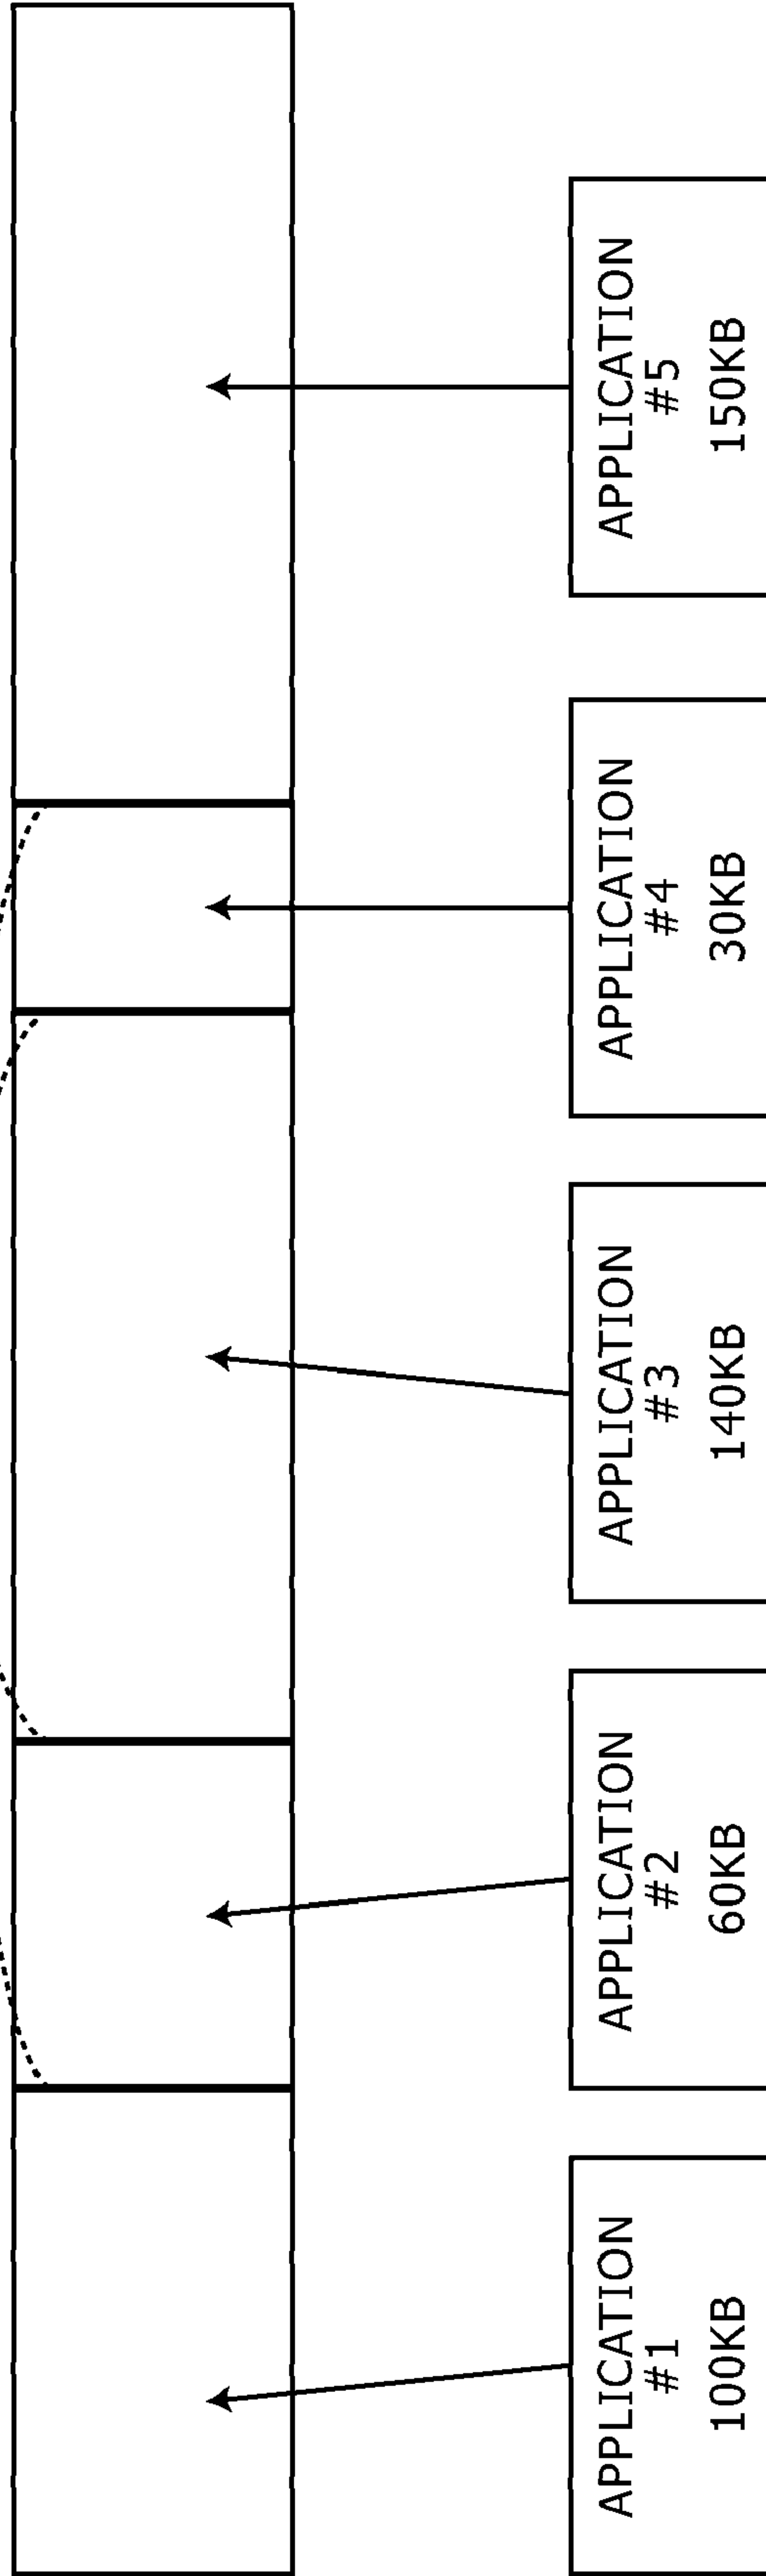 APPLICATION
#1
100KB
APPLICATION
#2
60KB
APPLICATION
#3
140KB
APPLICATION
#4
30KB
APPLICATION
#5
150KB